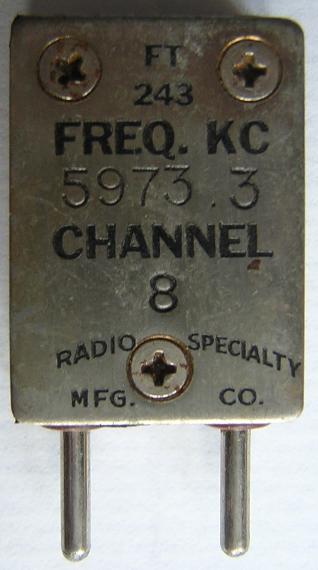 FT
243
FREQ. KC
5973.3
CHANNEL
8
RADIO SPECIALTY
MFG. CO.